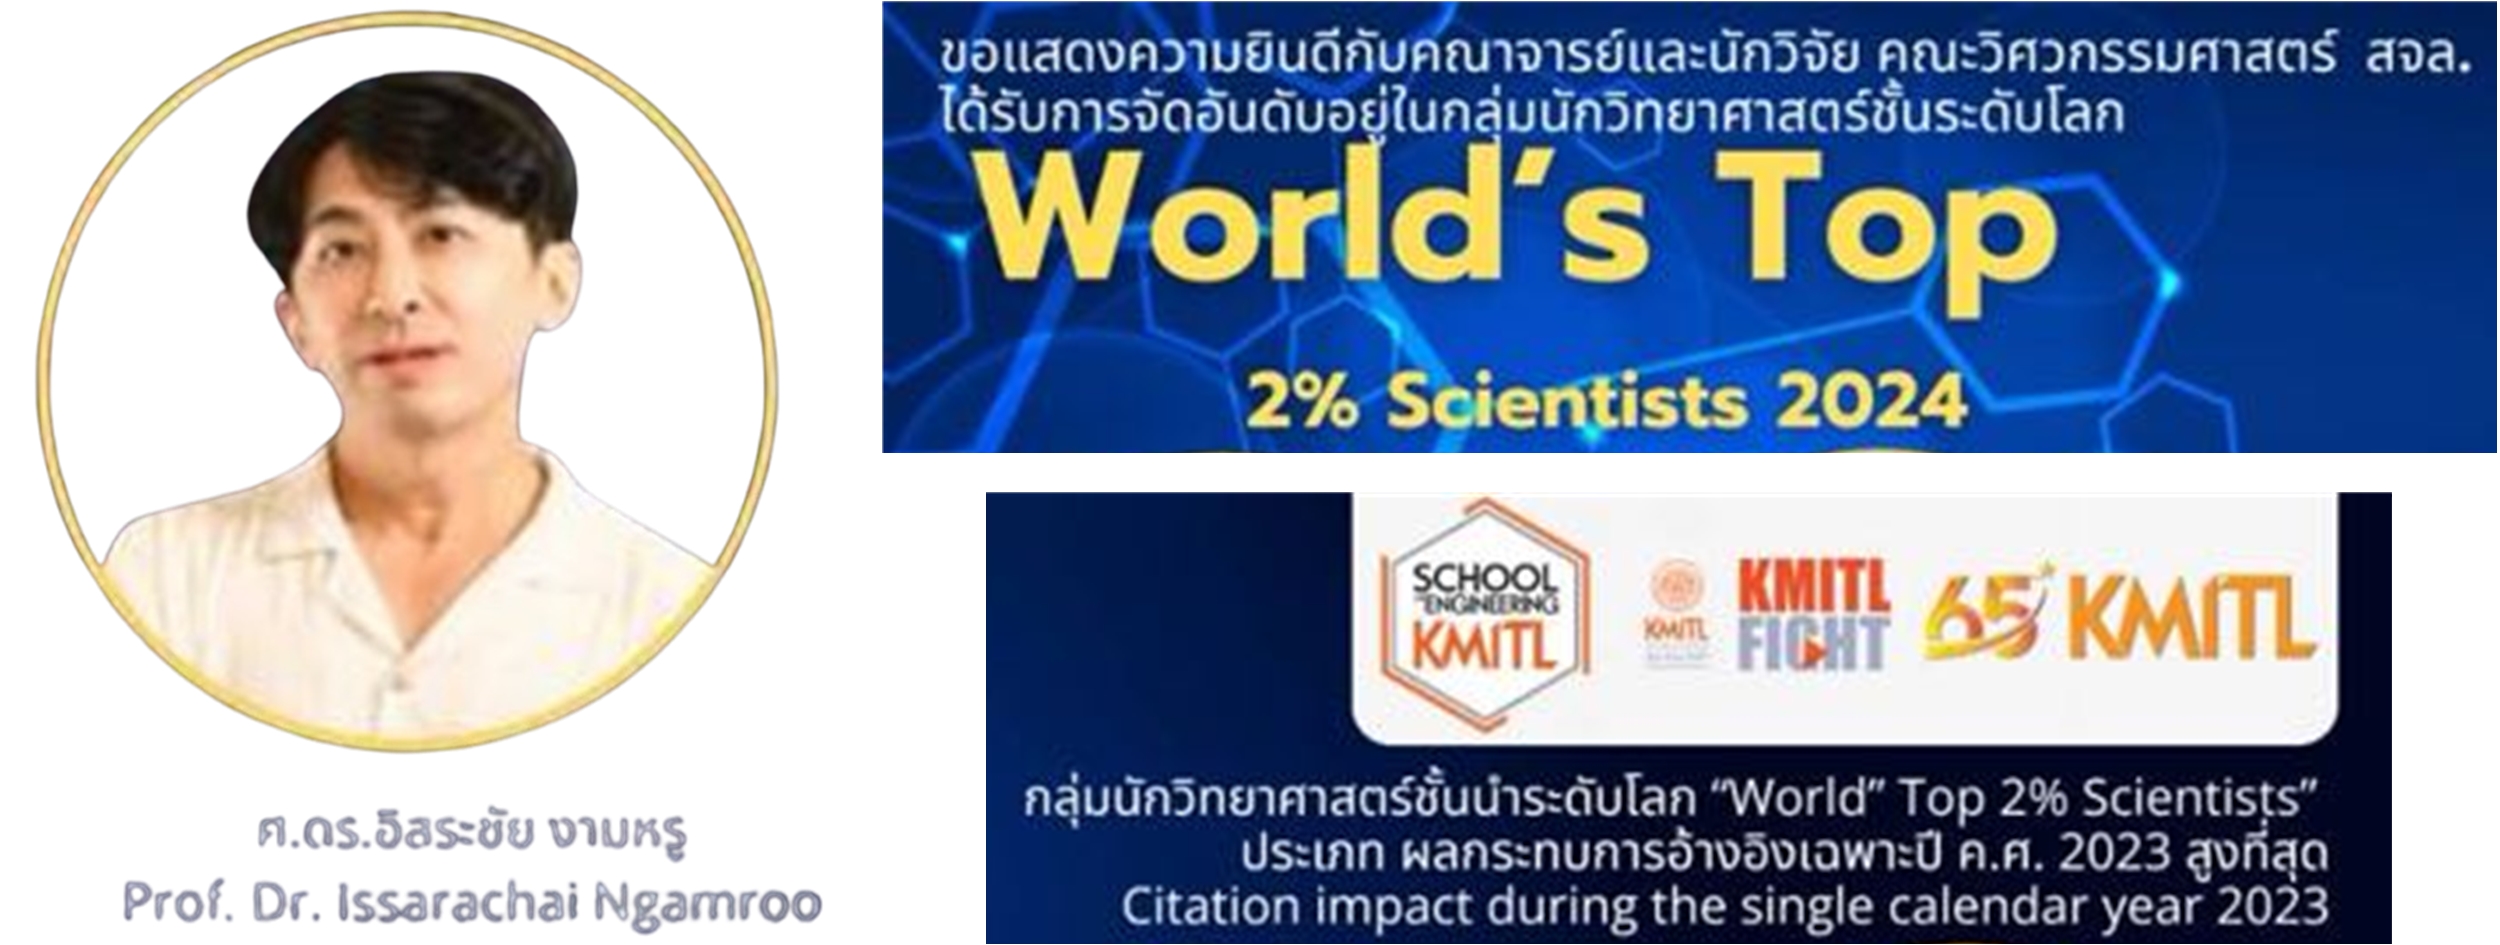 ศ.ดร.อิสระชัย งามหรู
Prof. Dr. Issarachai Ngamroo
ขอแสดงความยินดีกับคณาจารย์และนักวิจัย คณะวิศวกรรมศาสตร์ สจล.
ได้รับการจัดอันดับอยู่ในกลุ่มนักวิทยาศาสตร์ชั้นระดับโลก
World's Top
2% Scientists 2024
SCHOOL
OF ENGINEERING
KMITL
KMITL
KMITL
FIGHT
65 KMITL
กลุ่มนักวิทยาศาสตร์ชั้นนำระดับโลก “World” Top 2% Scientists”
ประเภท ผลกระทบการอ้างอิงเฉพาะปี ค.ศ. 2023 สูงที่สุด
Citation impact during the single calendar year 2023